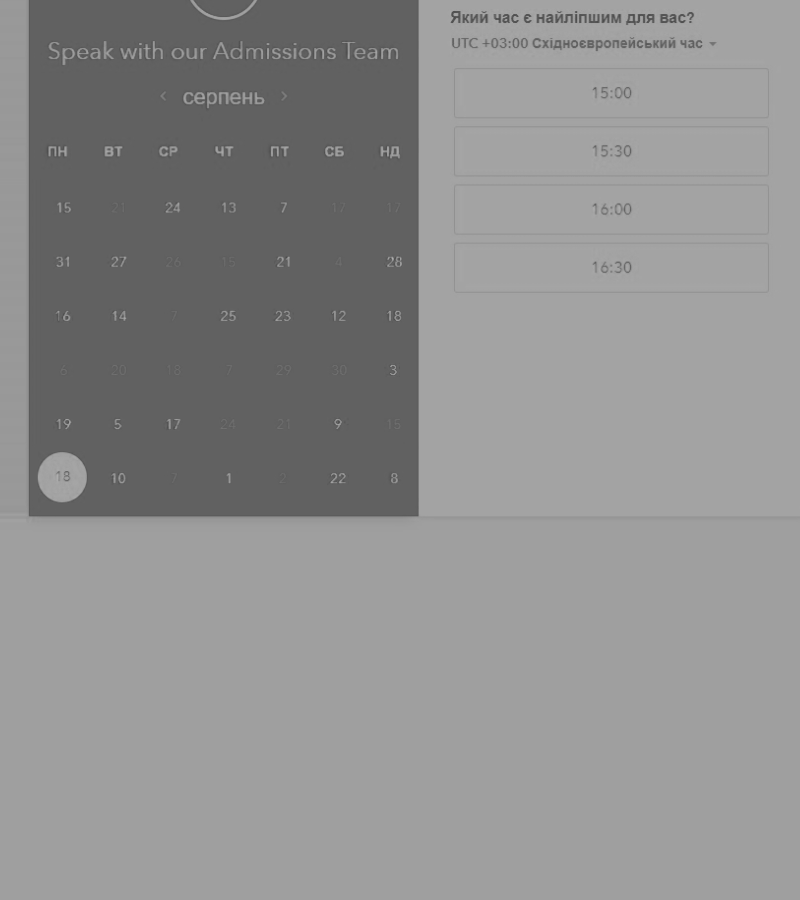 Speak with our Admissions Team
серпень
ПН ВТ СР ЧТ ПТ СБ НД
15 21 24 13 7 17 17
31 27 26 15 21 4 28
16 14 7 25 23 12 18
6 20 18 7 29 30 3
19 5 17 24 21 9 15
18 10 7 1 2 22 8
Який час є найліпшим для вас?
UTC +03:00 Східноєвропейський час
15:00
15:30
16:00
16:30